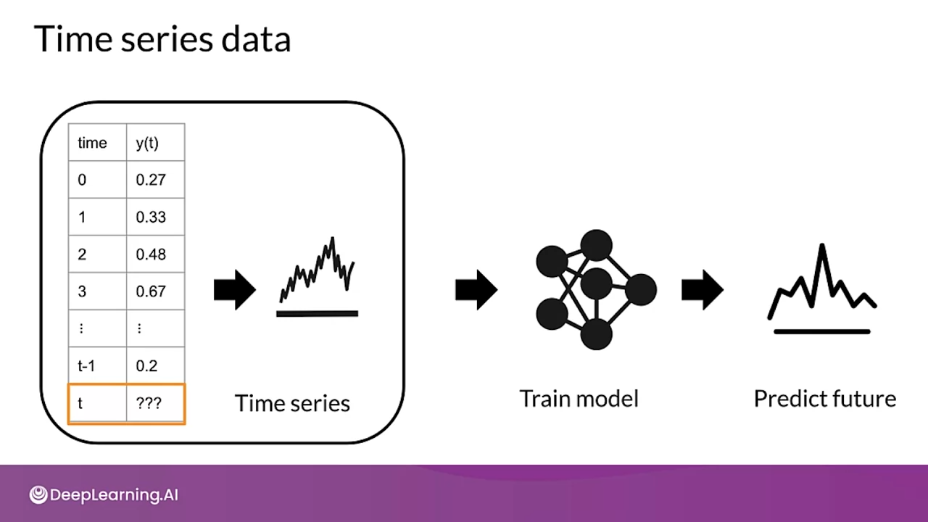 Time series data
time y(t)
0 0.27
1 0.33
2 0.48
3 0.67
⋮ ⋮
t-1 0.2
t ???
Time series
Train model
Predict future
DeepLearning.AI